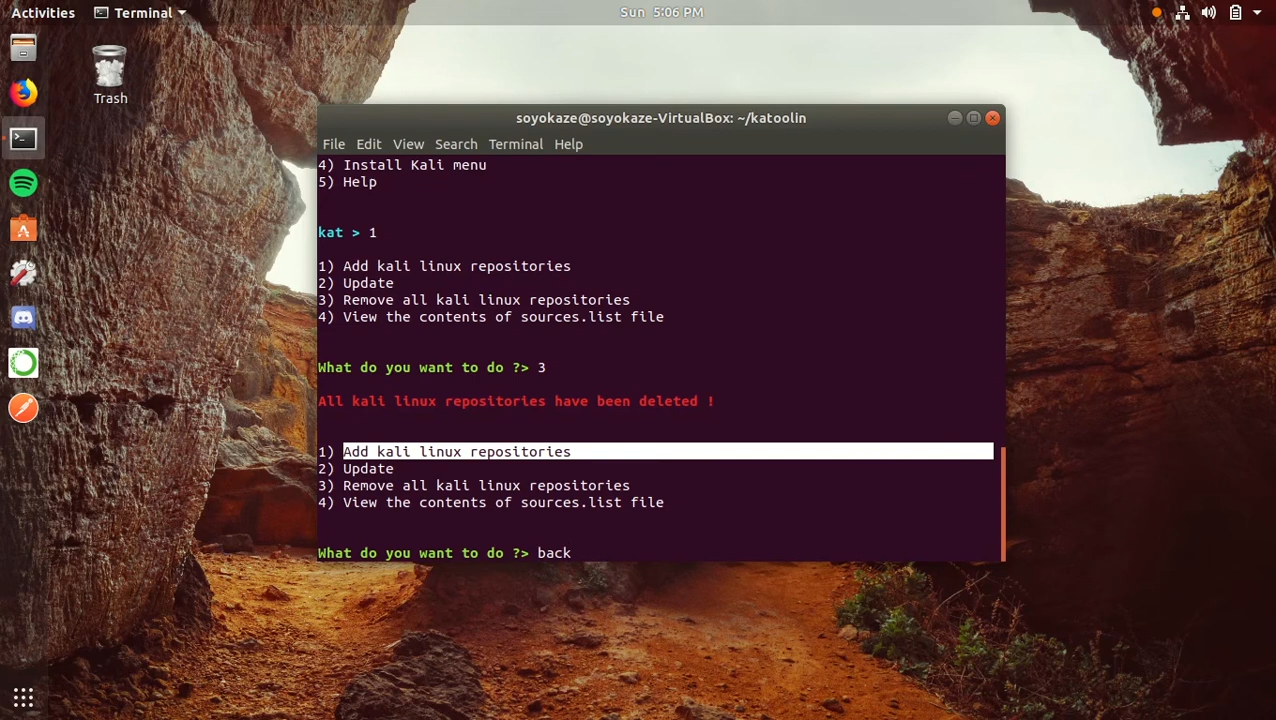 Activities Terminal Sun 5:06 PM
Trash
soyokaze@soyokaze-VirtualBox: ~/katoolin
File Edit View Search Terminal Help
4) Install Kali menu
5) Help
kat > 1
1) Add kali linux repositories
2) Update
3) Remove all kali linux repositories
4) View the contents of sources.list file
What do you want to do ?> 3
All kali linux repositories have been deleted !
1) Add kali linux repositories
2) Update
3) Remove all kali linux repositories
4) View the contents of sources.list file
What do you want to do ?> back